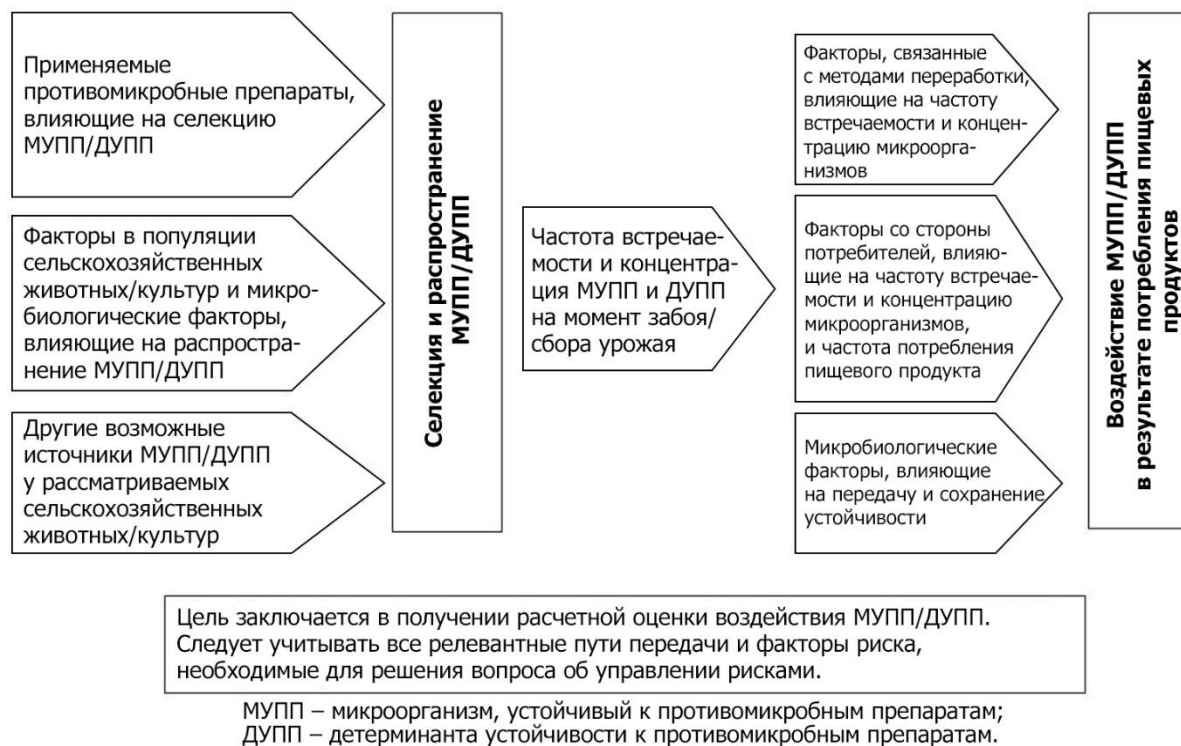 Применяемые
противомикробные препараты,
влияющие на селекцию
МУПП/ДУПП
Факторы в популяции
сельскохозяйственных
животных/культур и микро-
биологические факторы,
влияющие на распростра-
нение МУПП/ДУПП
Другие возможные
источники МУПП/ДУПП
у рассматриваемых
сельскохозяйственных
животных/культур
Селекция и распространение
МУПП/ДУПП
Частота встречае-
мости и концентра-
ция МУПП и ДУПП
на момент забоя/
сбора урожая
Факторы, связанные
с методами переработки,
влияющие на частоту
встречаемости и концен-
трацию микроорга-
низмов
Факторы со стороны
потребителей, влияю-
щие на частоту встречае-
мости и концентрацию
микроорганизмов,
и частота потребления
пищевого продукта
Микробиологические
факторы, влияющие
на передачу и сохранение
устойчивости
Воздействие МУПП/ДУПП
в результате потребления пищевых
продуктов
Цель заключается в получении расчетной оценки воздействия МУПП/ДУПП.
Следует учитывать все релевантные пути передачи и факторы риска,
необходимые для решения вопроса об управлении рисками.
МУПП – микроорганизм, устойчивый к противомикробным препаратам;
ДУПП – детерминанта устойчивости к противомикробным препаратам.